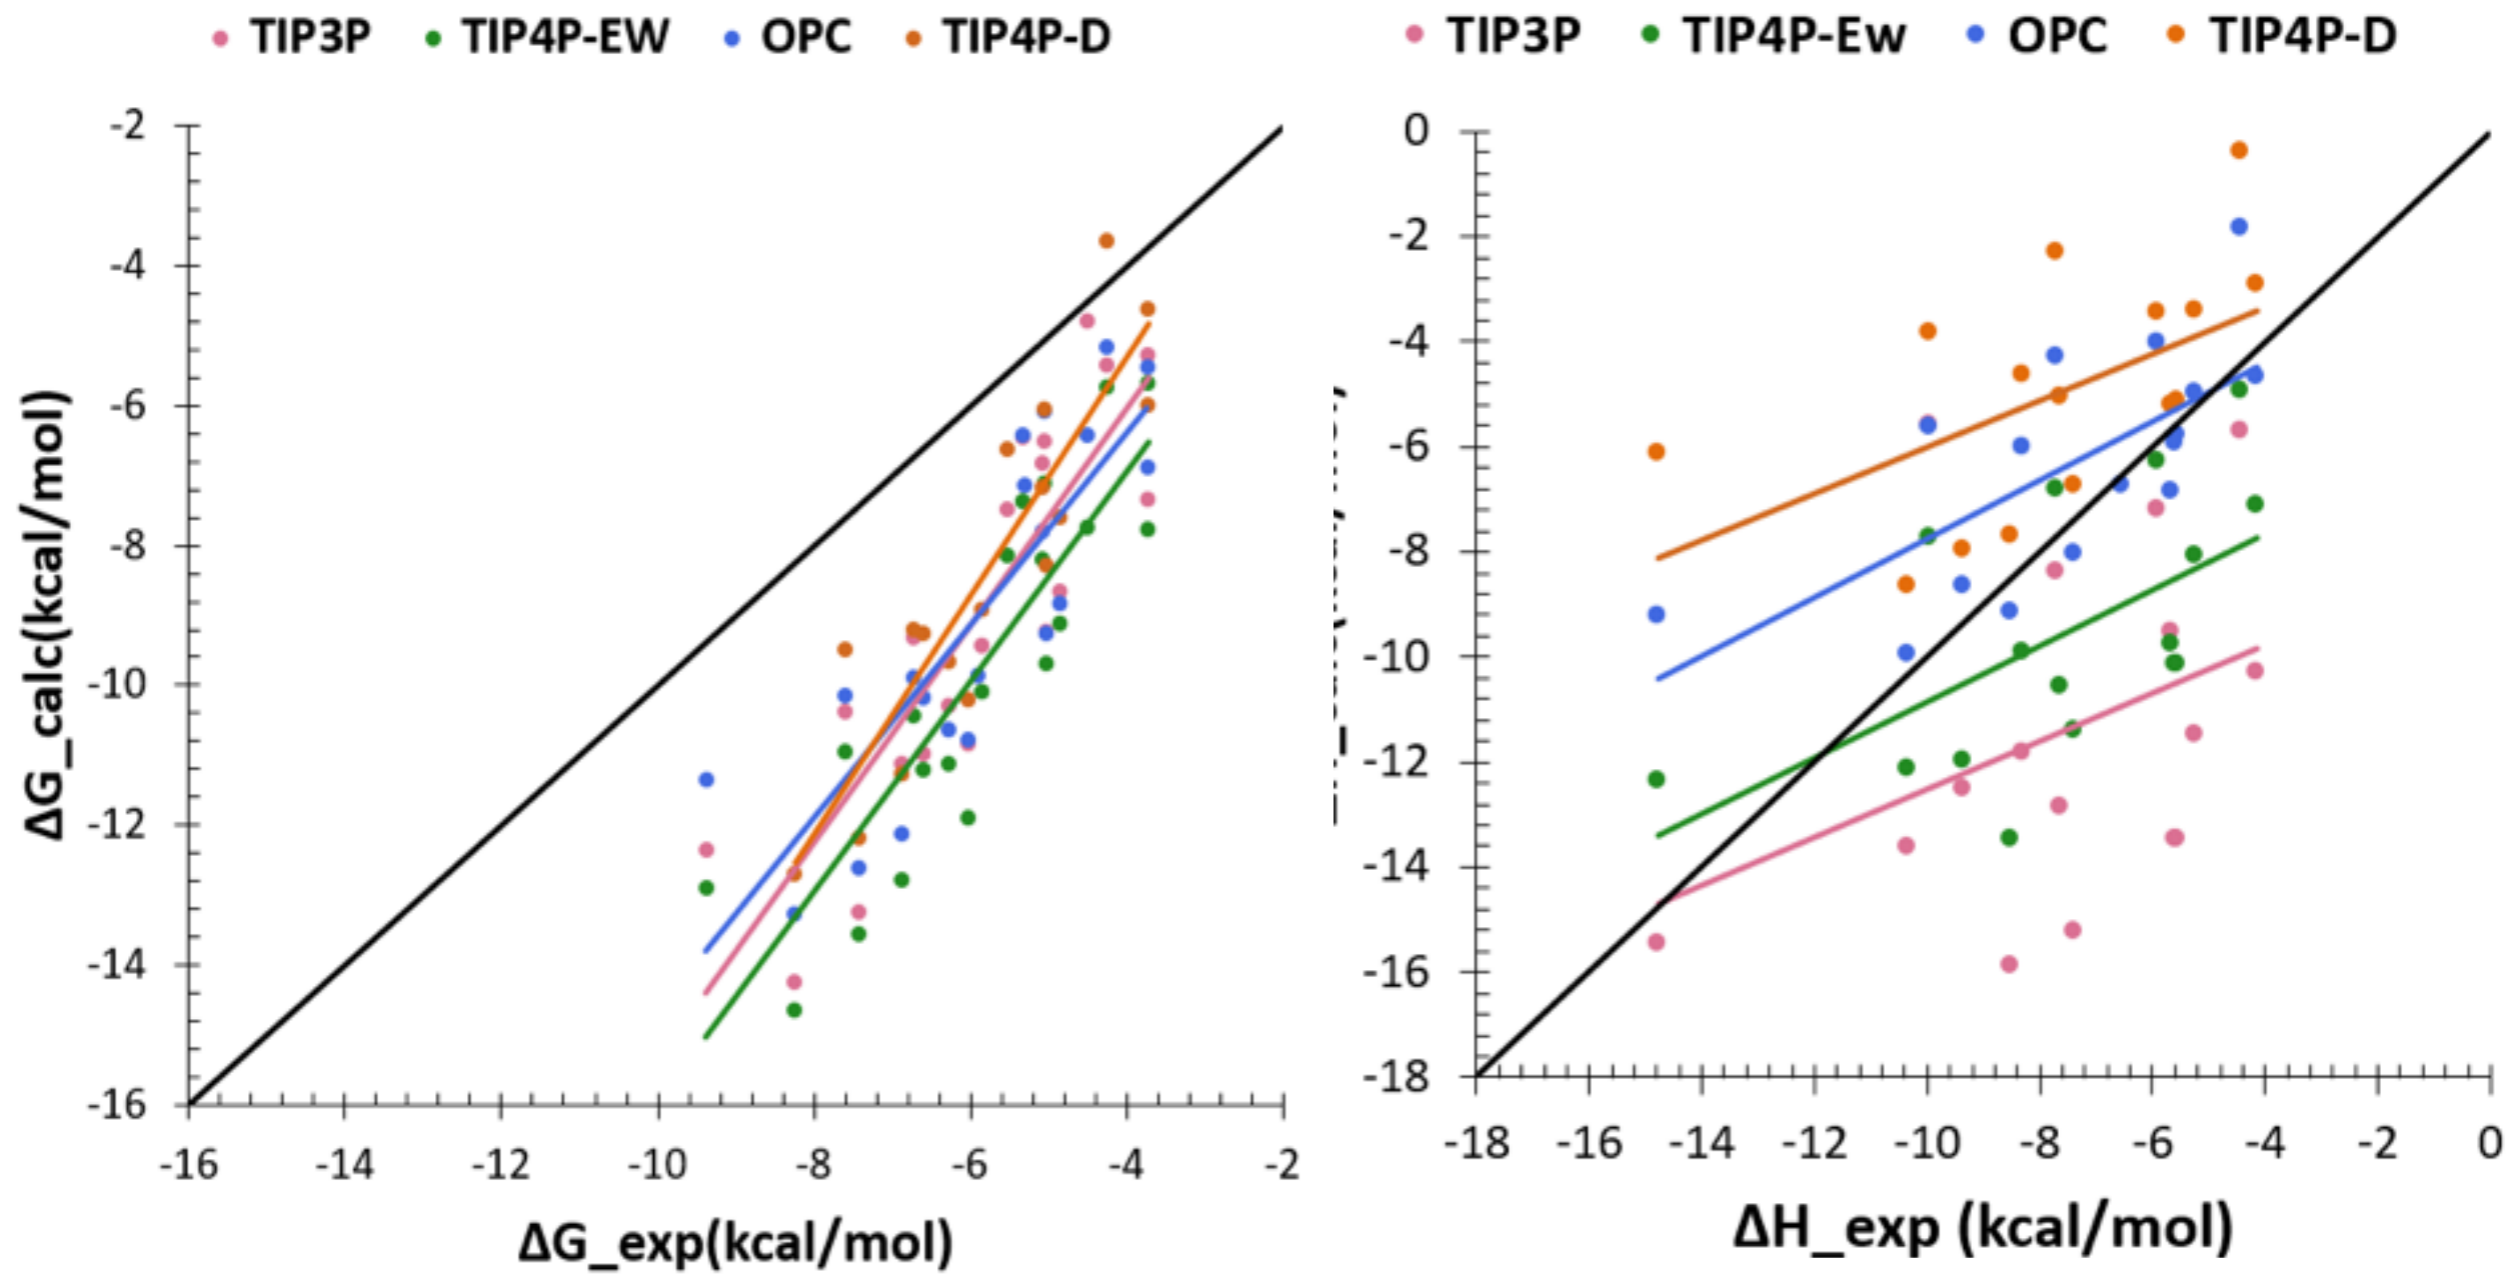 TIP3P TIP4P-EW OPC TIP4P-D
ΔG_calc(kcal/mol)
-2
-4
-6
-8
-10
-12
-14
-16
-16 -14 -12 -10 -8 -6 -4 -2
ΔG_exp(kcal/mol)
TIP3P TIP4P-Ew OPC TIP4P-D
0
-2
-4
-6
-8
-10
-12
-14
-16
-18
-18 -16 -14 -12 -10 -8 -6 -4 -2 0
ΔH_exp (kcal/mol)